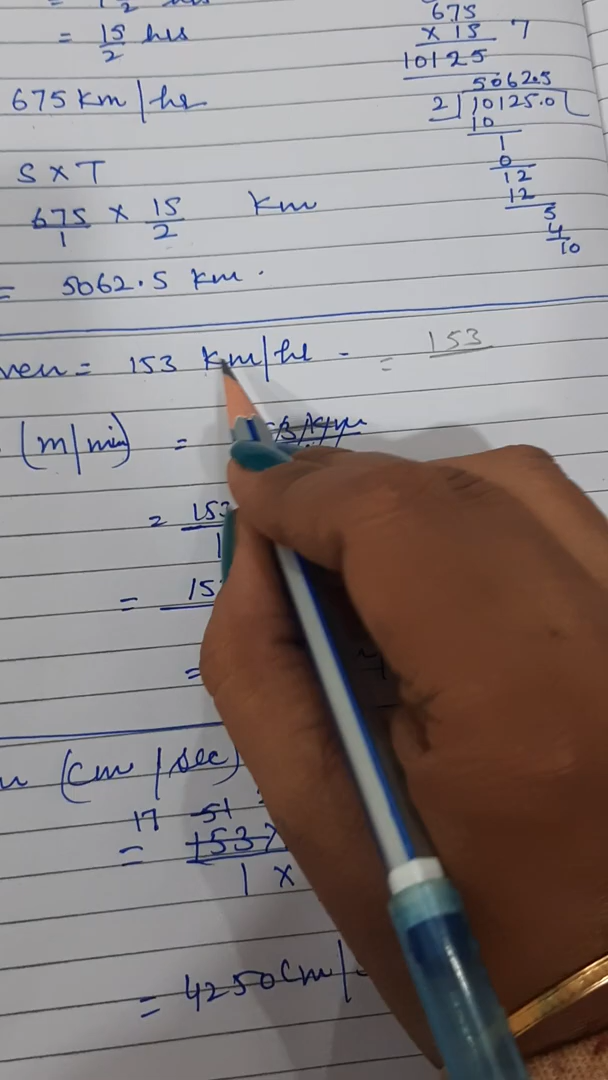 = 15/2 hrs
675 km/hr
S x T
675/1 x 15/2 km
= 5062.5 km.
675
x 15
10125
7
5062.5
2 10125.0
10
1
0
12
12
5
4
10
= 153 km/hr - = 153
(m/min) =
= 153
1
=
=
(cm/sec)
17 51
= 153
1 x
= 4250 cm/